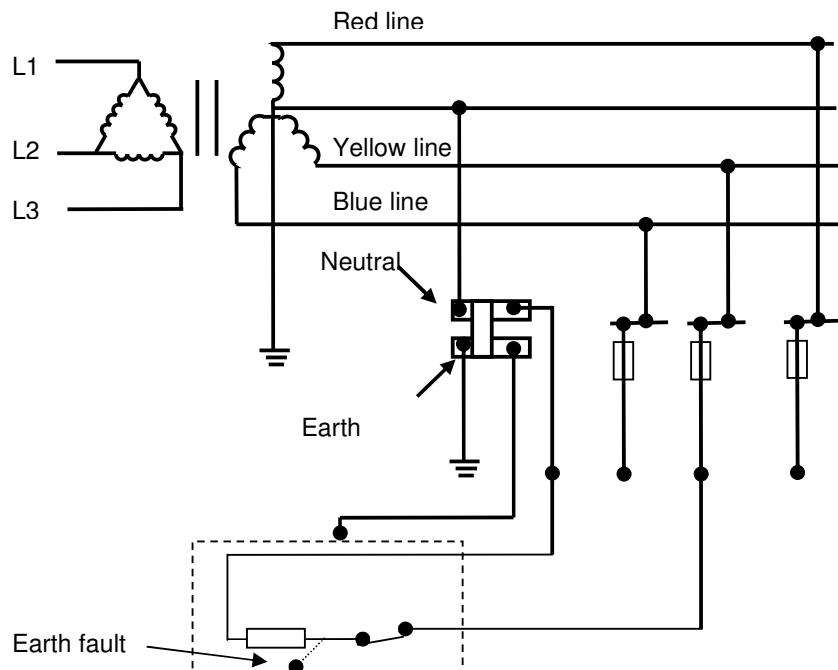 Red line
L1
L2
Yellow line
L3
Blue line
Neutral
Earth
Earth fault